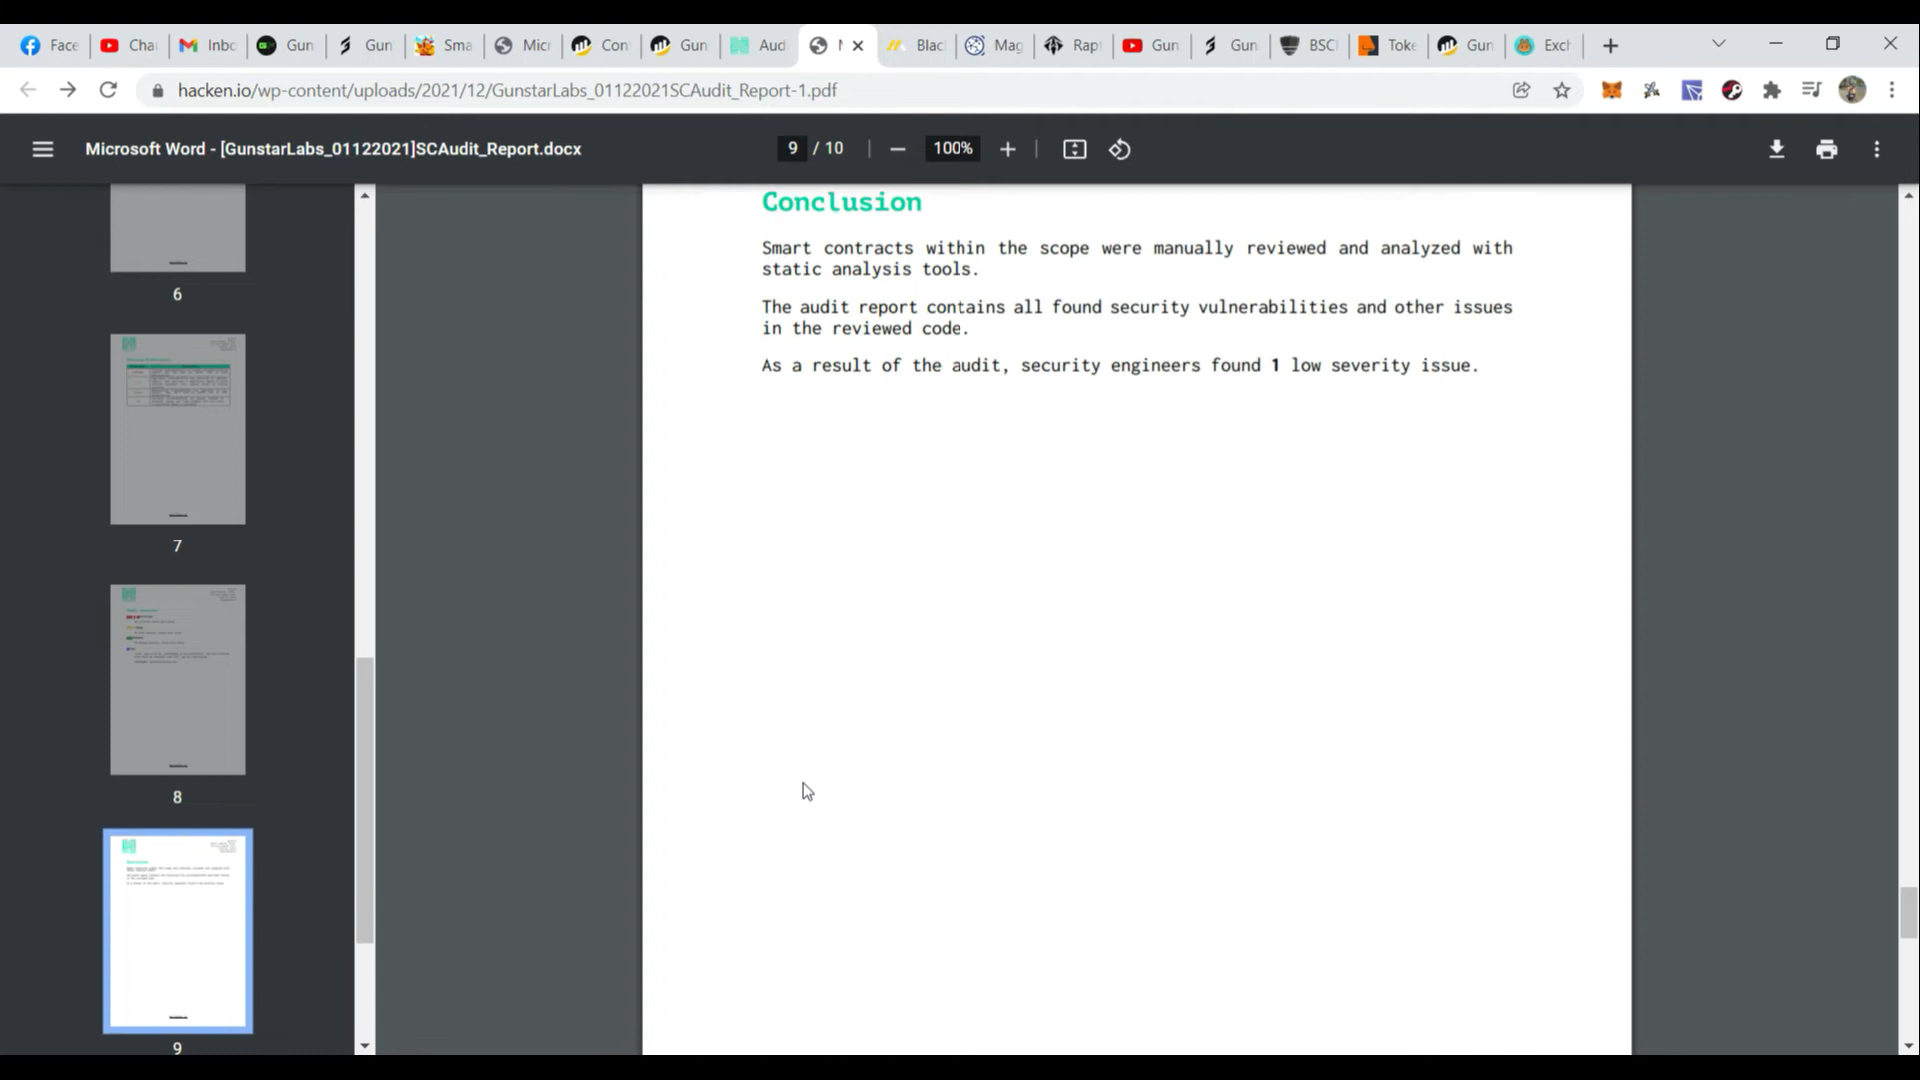 Face
Cha
Inbo
Gun
Gun
Sma
Micr
Con
Gun
Aud
Blac
Mag
Rapt
Gun
Gun
BSC
Toke
Gun
Exch
hacken.io/wp-content/uploads/2021/12/GunstarLabs_01122021SCAudit_Report-1.pdf
Microsoft Word - [GunstarLabs_01122021]SCAudit_Report.docx
9 / 10
100%
6
7
8
9
Conclusion
Smart contracts within the scope were manually reviewed and analyzed with
static analysis tools.
The audit report contains all found security vulnerabilities and other issues
in the reviewed code.
As a result of the audit, security engineers found 1 low severity issue.